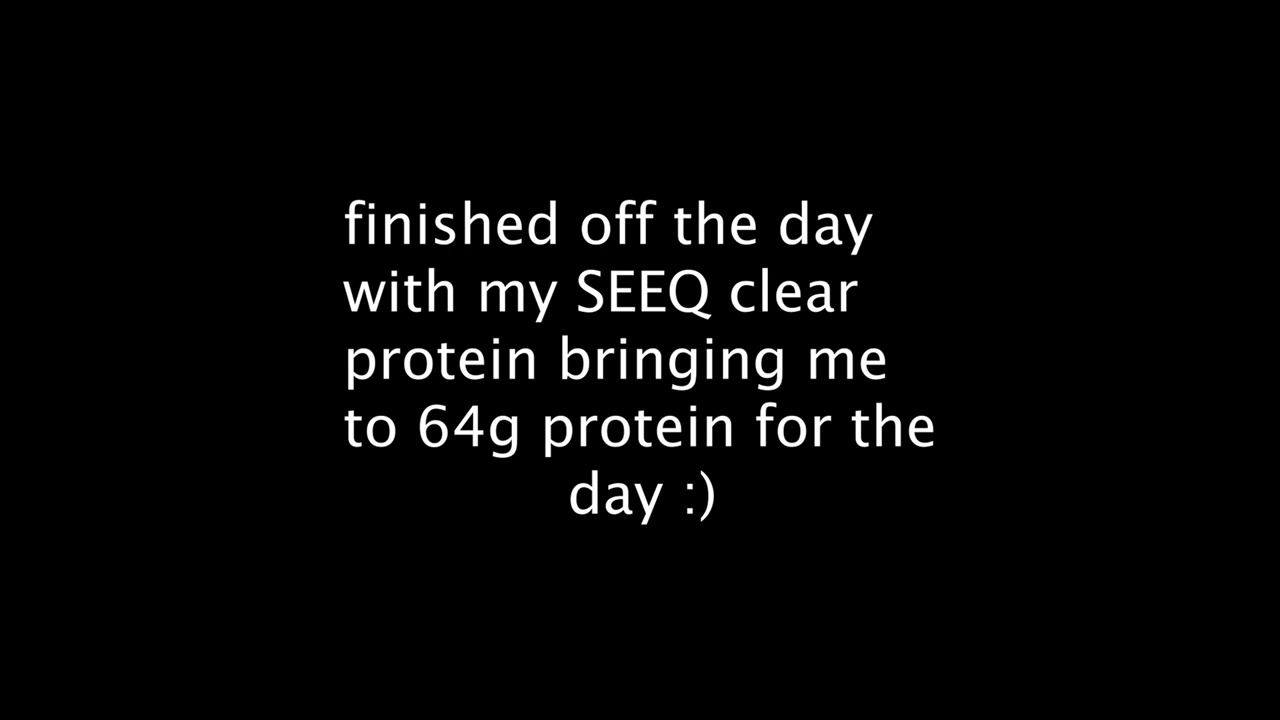 finished off the day
with my SEEQ clear
protein bringing me
to 64g protein for the
day :)